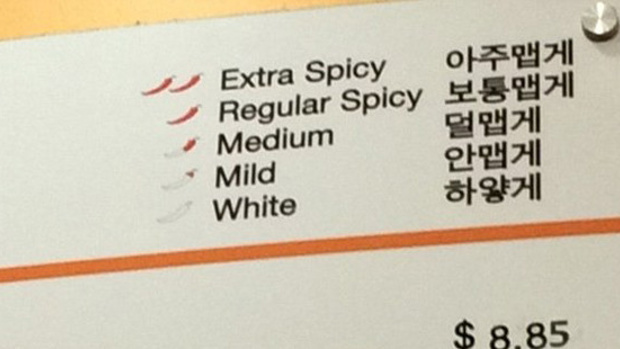 Extra Spicy 아주맵게
Regular Spicy 보통맵게
Medium 덜맵게
Mild 안맵게
White 하얗게
$ 8.85